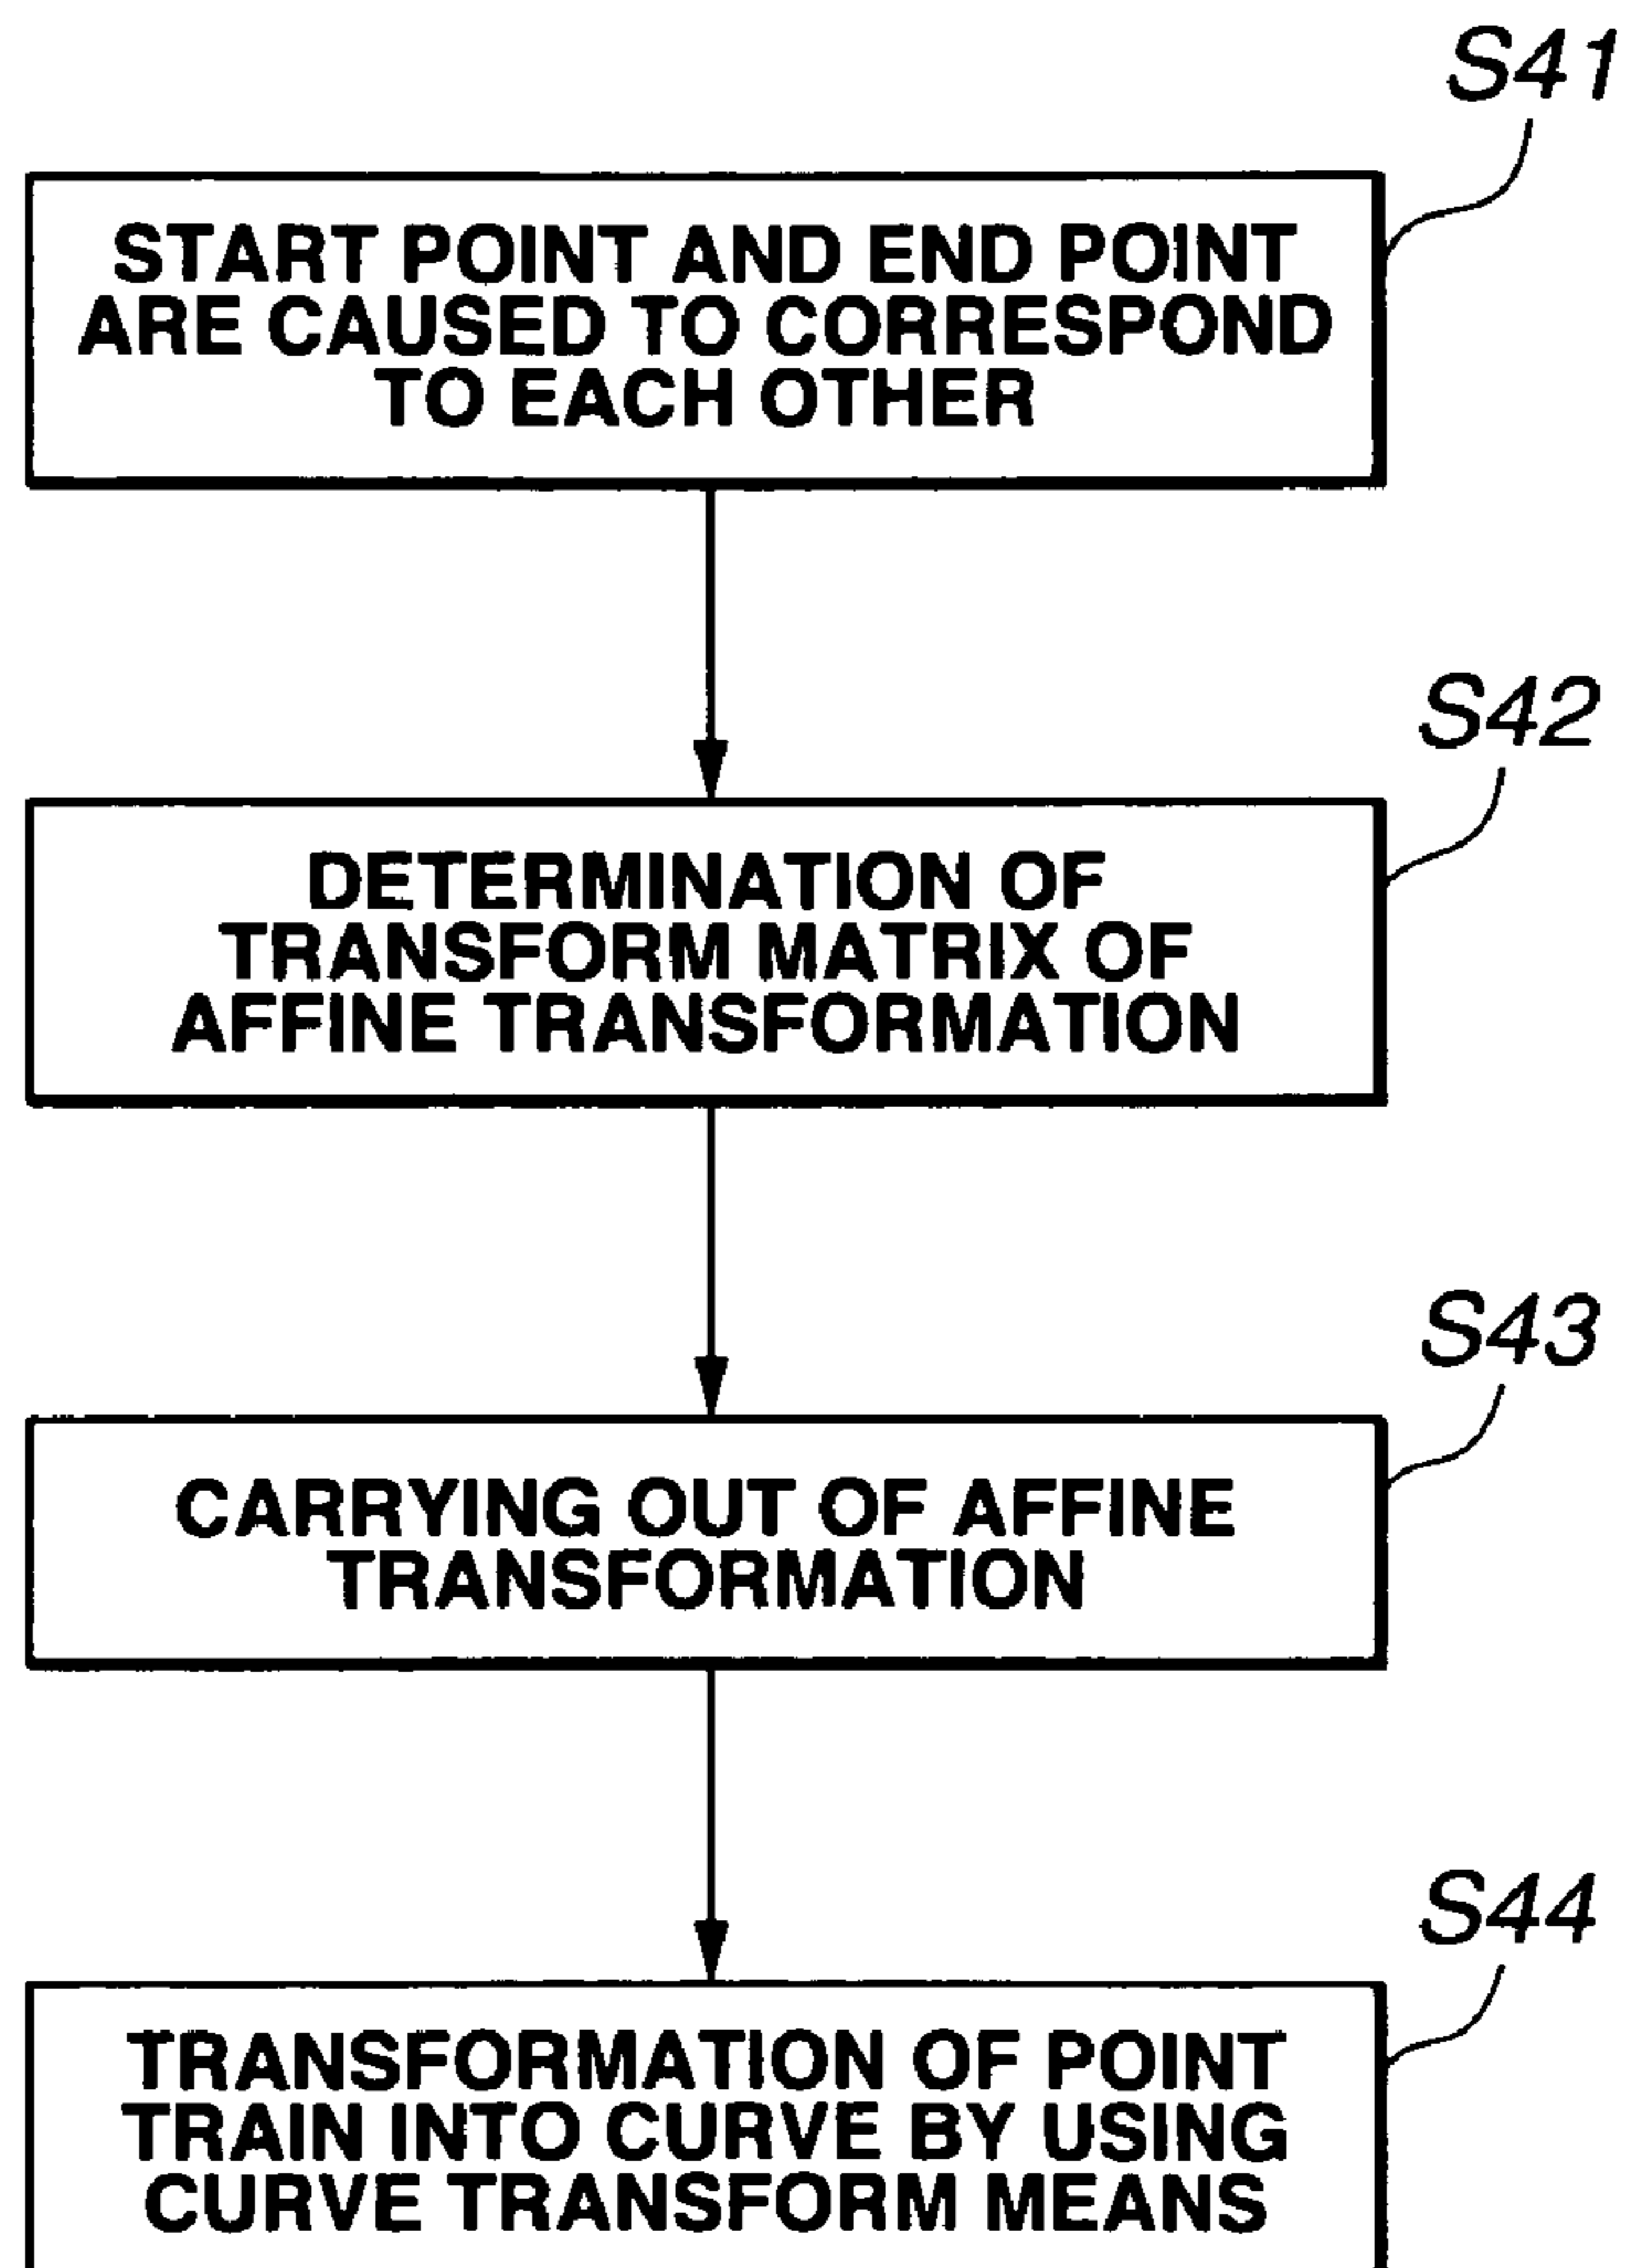 S41
START POINT AND END POINT
ARE CAUSED TO CORRESPOND
TO EACH OTHER
S42
DETERMINATION OF
TRANSFORM MATRIX OF
AFFINE TRANSFORMATION
S43
CARRYING OUT OF AFFINE
TRANSFORMATION
S44
TRANSFORMATION OF POINT
TRAIN INTO CURVE BY USING
CURVE TRANSFORM MEANS